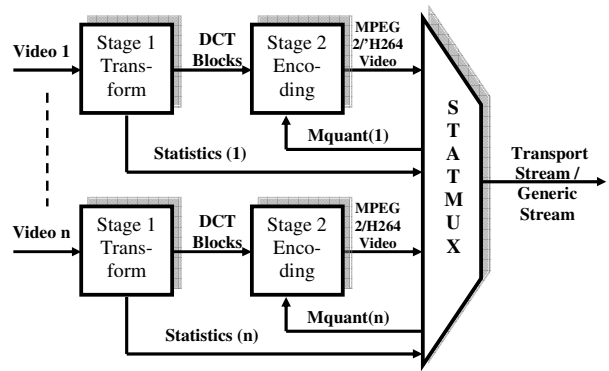 Video 1
Stage 1
Trans-
form
DCT
Blocks
Stage 2
Enco-
ding
MPEG
2/'H264
Video
Mquant(1)
Statistics (1)
S
T
A
T
M
U
X
Transport
Stream /
Generic
Stream
Video n
Stage 1
Trans-
form
DCT
Blocks
Stage 2
Enco-
ding
MPEG
2/H264
Video
Mquant(n)
Statistics (n)